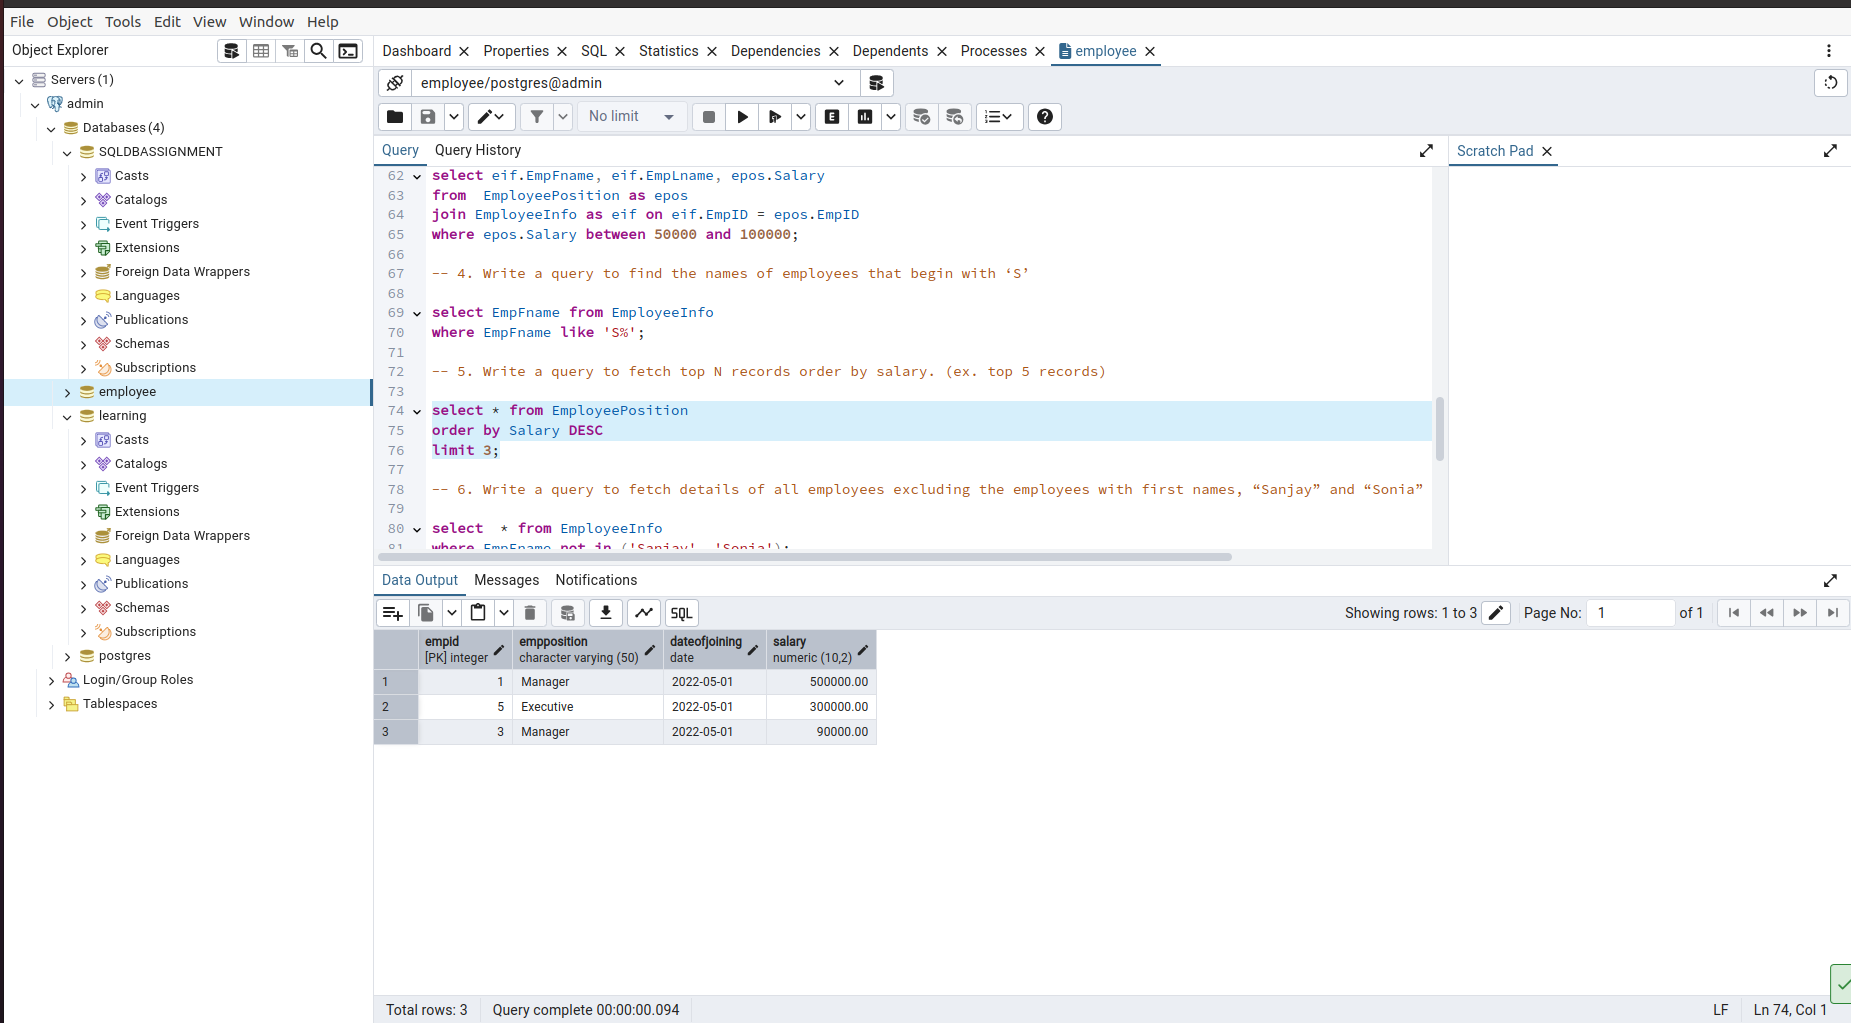 File Object Tools Edit View Window Help
Object Explorer
Servers (1)
admin
Databases (4)
SQLDBASSIGNMENT
Casts
Catalogs
Event Triggers
Extensions
Foreign Data Wrappers
Languages
Publications
Schemas
Subscriptions
employee
learning
Casts
Catalogs
Event Triggers
Extensions
Foreign Data Wrappers
Languages
Publications
Schemas
Subscriptions
postgres
Login/Group Roles
Tablespaces
Dashboard Properties SQL Statistics Dependencies Dependents Processes employee
employee/postgres@admin
No limit E
Query Query History
62 select eif.EmpFname, eif.EmpLname, epos.Salary
63 from  EmployeePosition as epos
64 join EmployeeInfo as eif on eif.EmpID = epos.EmpID
65 where epos.Salary between 50000 and 100000;
66
67 -- 4. Write a query to find the names of employees that begin with ‘S’
68
69 select EmpFname from EmployeeInfo
70 where EmpFname like 'S%';
71
72 -- 5. Write a query to fetch top N records order by salary. (ex. top 5 records)
73
74 select * from EmployeePosition
75 order by Salary DESC
76 limit 3;
77
78 -- 6. Write a query to fetch details of all employees excluding the employees with first names, “Sanjay” and “Sonia”
79
80 select  * from EmployeeInfo
81 where EmpFname not in ('Sanjay', 'Sonia');
Scratch Pad
Data Output Messages Notifications
SQL
Showing rows: 1 to 3 Page No: 1 of 1
empid empposition dateofjoining salary
[PK] integer character varying (50) date numeric (10,2)
1 1 Manager 2022-05-01 500000.00
2 5 Executive 2022-05-01 300000.00
3 3 Manager 2022-05-01 90000.00
Total rows: 3 Query complete 00:00:00.094 LF Ln 74, Col 1